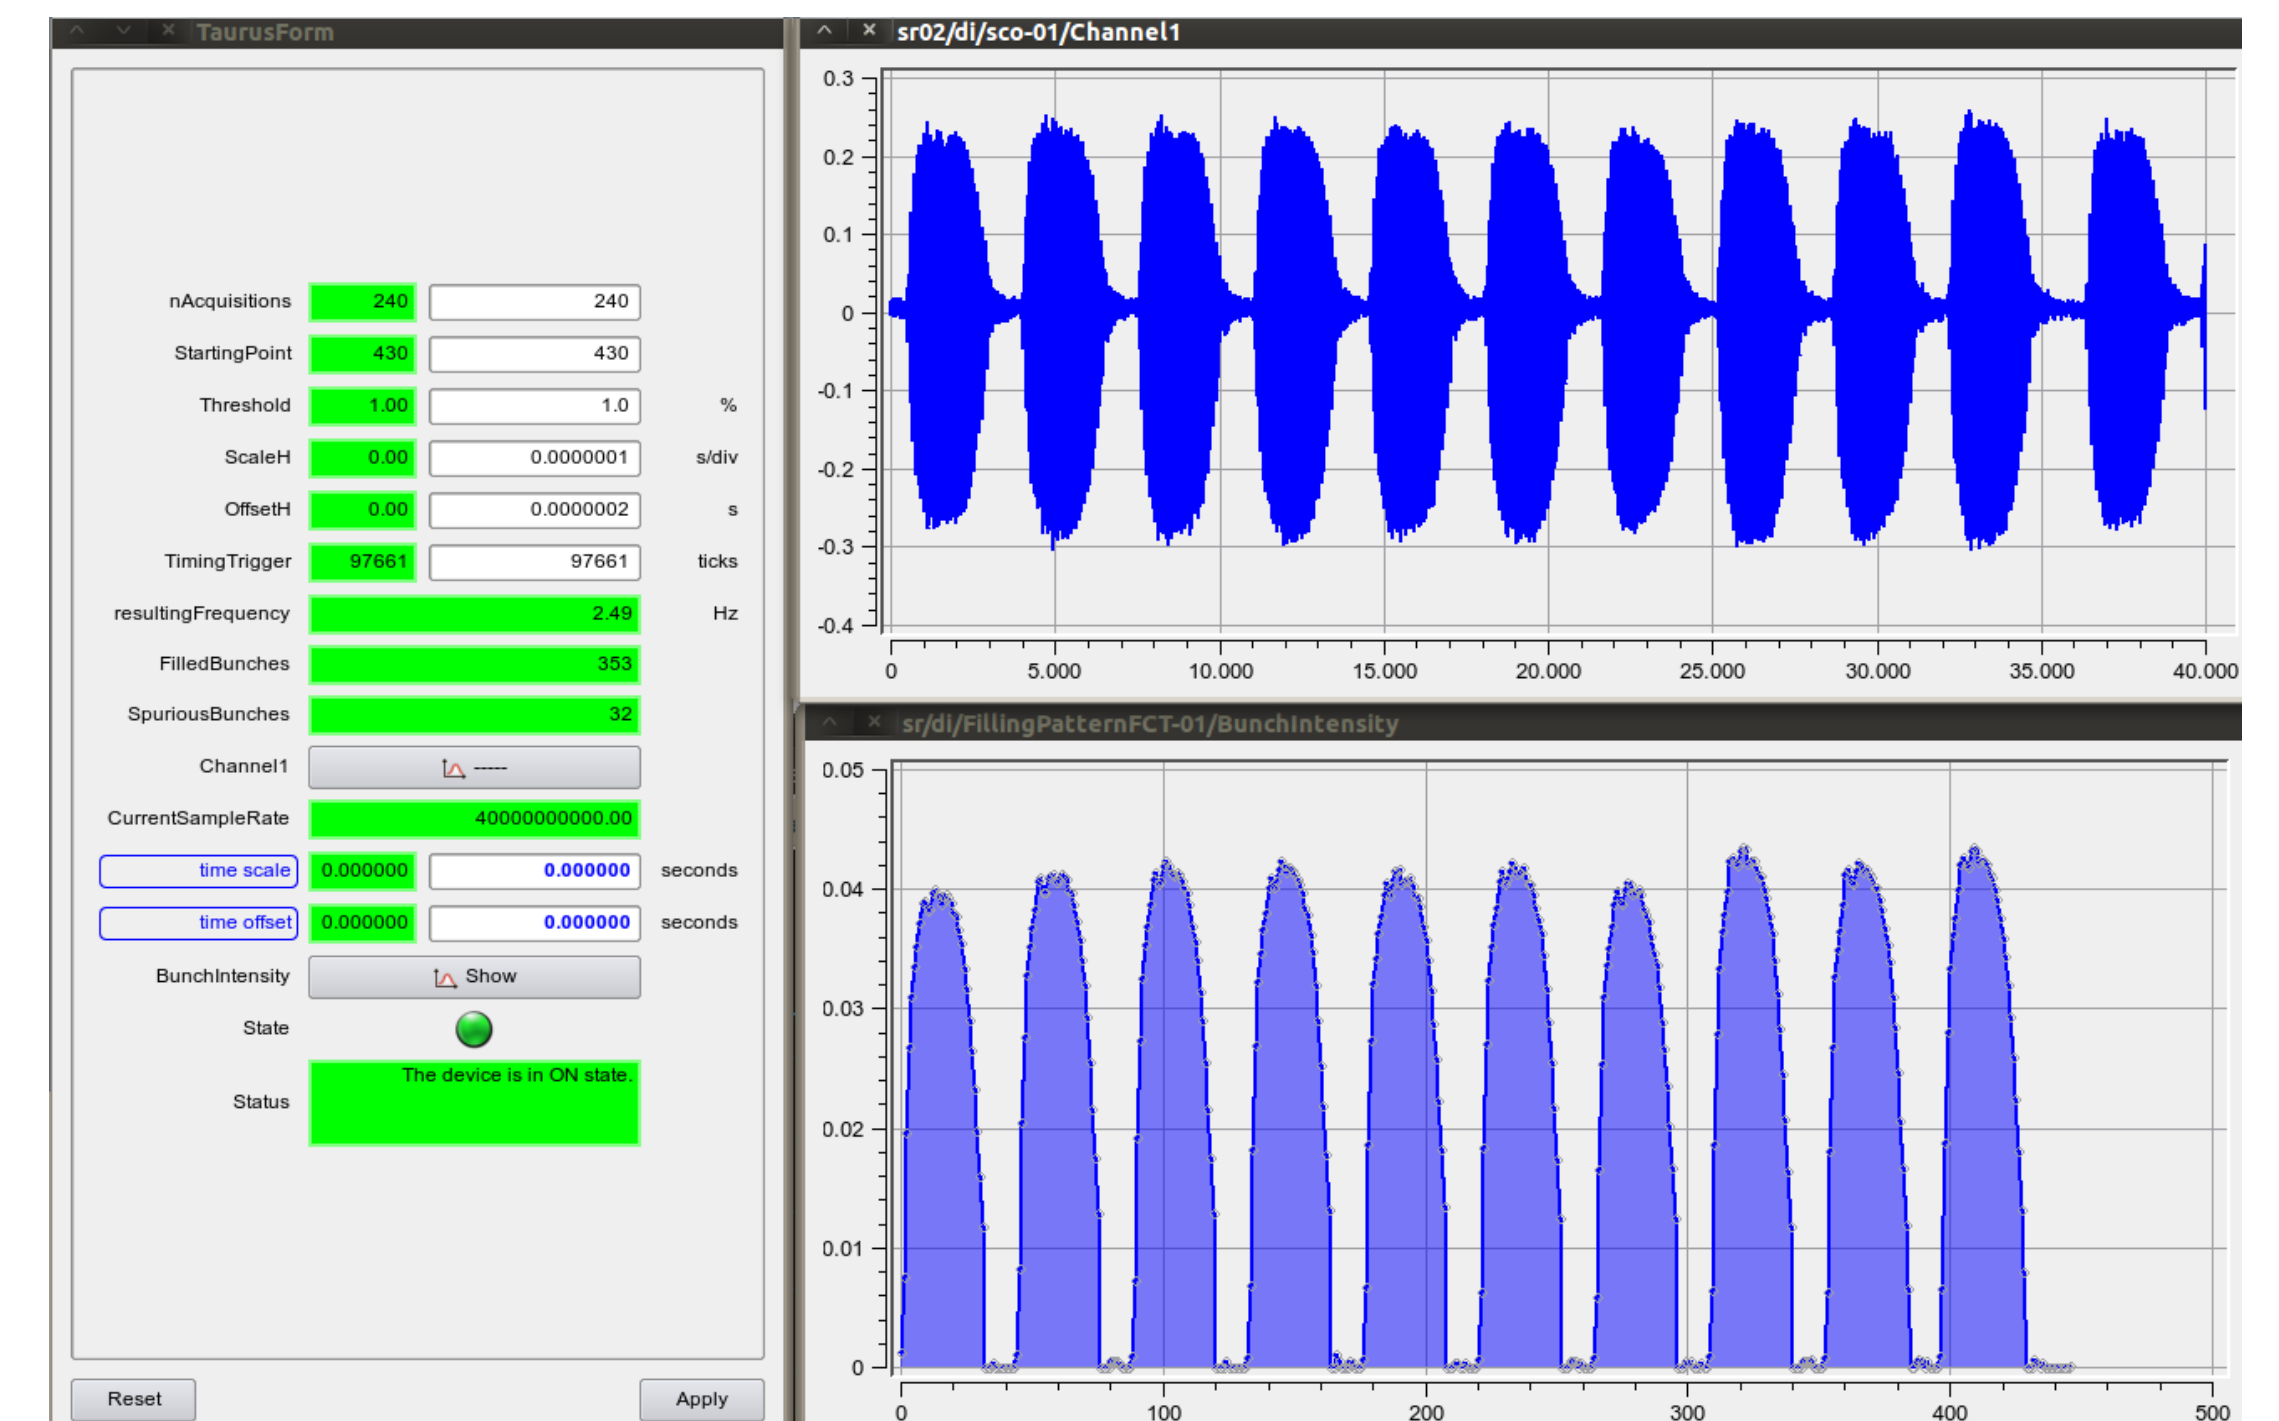 TaurusForm
nAcquisitions 240 240
StartingPoint 430 430
Threshold 1.00 1.0 %
ScaleH 0.00 0.0000001 s/div
OffsetH 0.00 0.0000002 s
TimingTrigger 97661 97661 ticks
resultingFrequency 2.49 Hz
FilledBunches 353
SpuriousBunches 32
Channel1 -----
CurrentSampleRate 40000000000.00
time scale 0.000000 0.000000 seconds
time offset 0.000000 0.000000 seconds
BunchIntensity Show
State
The device is in ON state.
Status
Reset Apply
sr02/di/sco-01/Channel1
0.3
0.2
0.1
0
-0.1
-0.2
-0.3
-0.4
0 5.000 10.000 15.000 20.000 25.000 30.000 35.000 40.000
sr/di/FillingPatternFCT-01/BunchIntensity
0.05
0.04
0.03
0.02
0.01
0
0 100 200 300 400 500